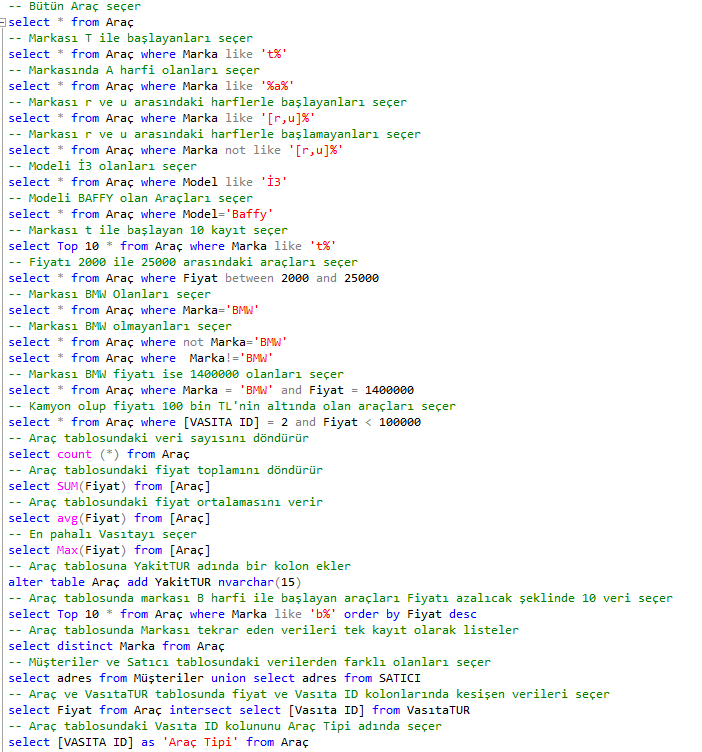 -- Bütün Araç seçer
select * from Araç
-- Markası T ile başlayanları seçer
select * from Araç where Marka like 't%'
-- Markasında A harfi olanları seçer
select * from Araç where Marka like '%a%'
-- Markası r ve u arasındaki harflerle başlayanları seçer
select * from Araç where Marka like '[r,u]%'
-- Markası r ve u arasındaki harflerle başlamayanları seçer
select * from Araç where Marka not like '[r,u]%'
-- Modeli İ3 olanları seçer
select * from Araç where Model like 'İ3'
-- Modeli BAFFY olan Araçları seçer
select * from Araç where Model='Baffy'
-- Markası t ile başlayan 10 kayıt seçer
select Top 10 * from Araç where Marka like 't%'
-- Fiyatı 2000 ile 25000 arasındaki araçları seçer
select * from Araç where Fiyat between 2000 and 25000
-- Markası BMW Olanları seçer
select * from Araç where Marka='BMW'
-- Markası BMW olmayanları seçer
select * from Araç where not Marka='BMW'
select * from Araç where  Marka!='BMW'
-- Markası BMW fiyatı ise 1400000 olanları seçer
select * from Araç where Marka = 'BMW' and Fiyat = 1400000
-- Kamyon olup fiyatı 100 bin TL'nin altında olan araçları seçer
select * from Araç where [VASITA ID] = 2 and Fiyat < 100000
-- Araç tablosundaki veri sayısını döndürür
select count (*) from Araç
-- Araç tablosundaki fiyat toplamını döndürür
select SUM(Fiyat) from [Araç]
-- Araç tablosundaki fiyat ortalamasını verir
select avg(Fiyat) from [Araç]
-- En pahalı Vasıtayı seçer
select Max(Fiyat) from [Araç]
-- Araç tablosuna YakitTUR adında bir kolon ekler
alter table Araç add YakitTUR nvarchar(15)
-- Araç tablosunda markası B harfi ile başlayan araçları Fiyatı azalıcak şeklinde 10 veri seçer
select Top 10 * from Araç where Marka like 'b%' order by Fiyat desc
-- Araç tablosunda Markası tekrar eden verileri tek kayıt olarak listeler
select distinct Marka from Araç
-- Müşteriler ve Satıcı tablosundaki verilerden farklı olanları seçer
select adres from Müşteriler union select adres from SATICI
-- Araç ve VasıtaTUR tablosunda fiyat ve Vasıta ID kolonlarında kesişen verileri seçer
select Fiyat from Araç intersect select [Vasıta ID] from VasıtaTUR
-- Araç tablosundaki Vasıta ID kolununu Araç Tipi adında seçer
select [VASITA ID] as 'Araç Tipi' from Araç